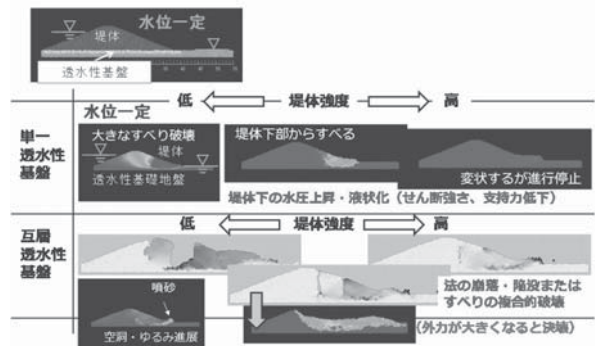 水位一定
堤体
透水性基盤
低 堤体強度 高
単一
透水性
基盤
水位一定
大きなすべり破壊
堤体
透水性基礎地盤
堤体下部からすべる
変状するが進行停止
堤体下の水圧上昇・液状化（せん断強さ、支持力低下）
低 堤体強度 高
互層
透水性
基盤
噴砂
空洞・ゆるみ進展
法の崩落・陥没または
すべりの複合的破壊
（外力が大きくなると決壊）